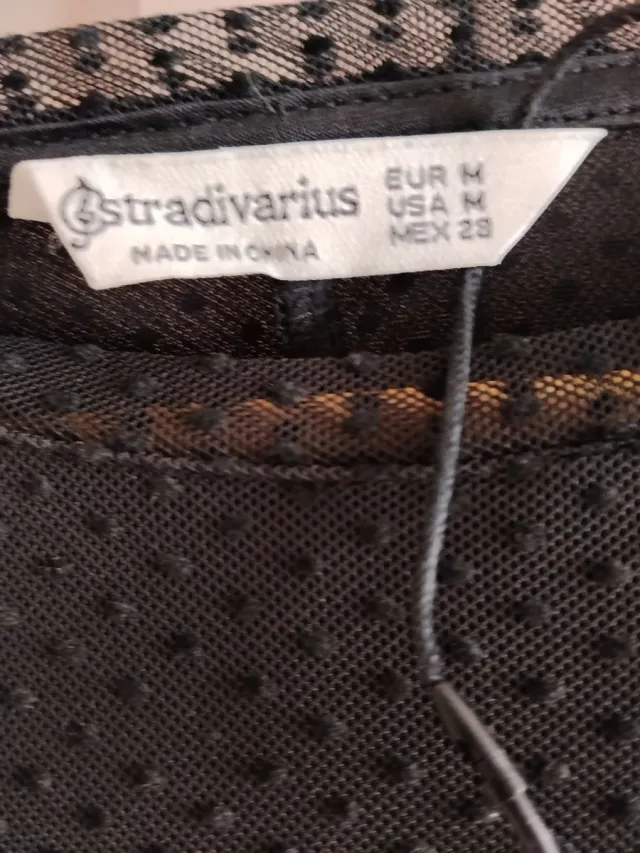 stradivarius
EUR M
USA M
MEX 28
MADE IN CHINA